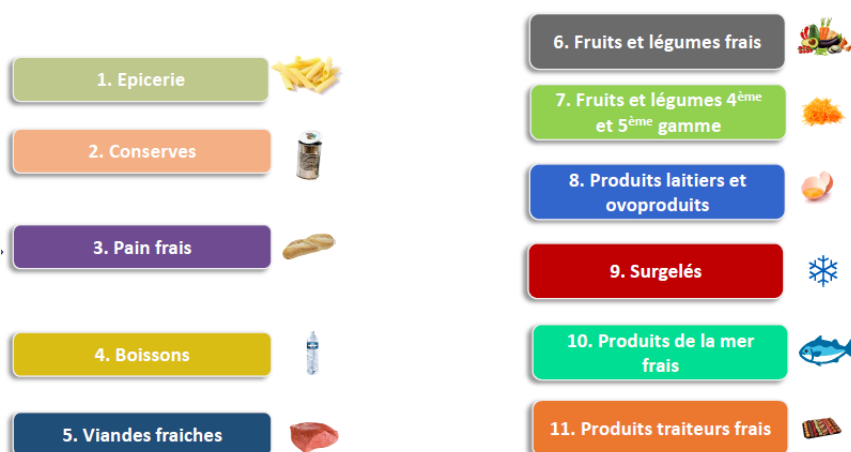 1. Epicerie
2. Conserves
3. Pain frais
4. Boissons
5. Viandes fraiches
6. Fruits et légumes frais
7. Fruits et légumes 4ème
et 5ème gamme
8. Produits laitiers et
ovoproduits
9. Surgelés
10. Produits de la mer
frais
11. Produits traiteurs frais